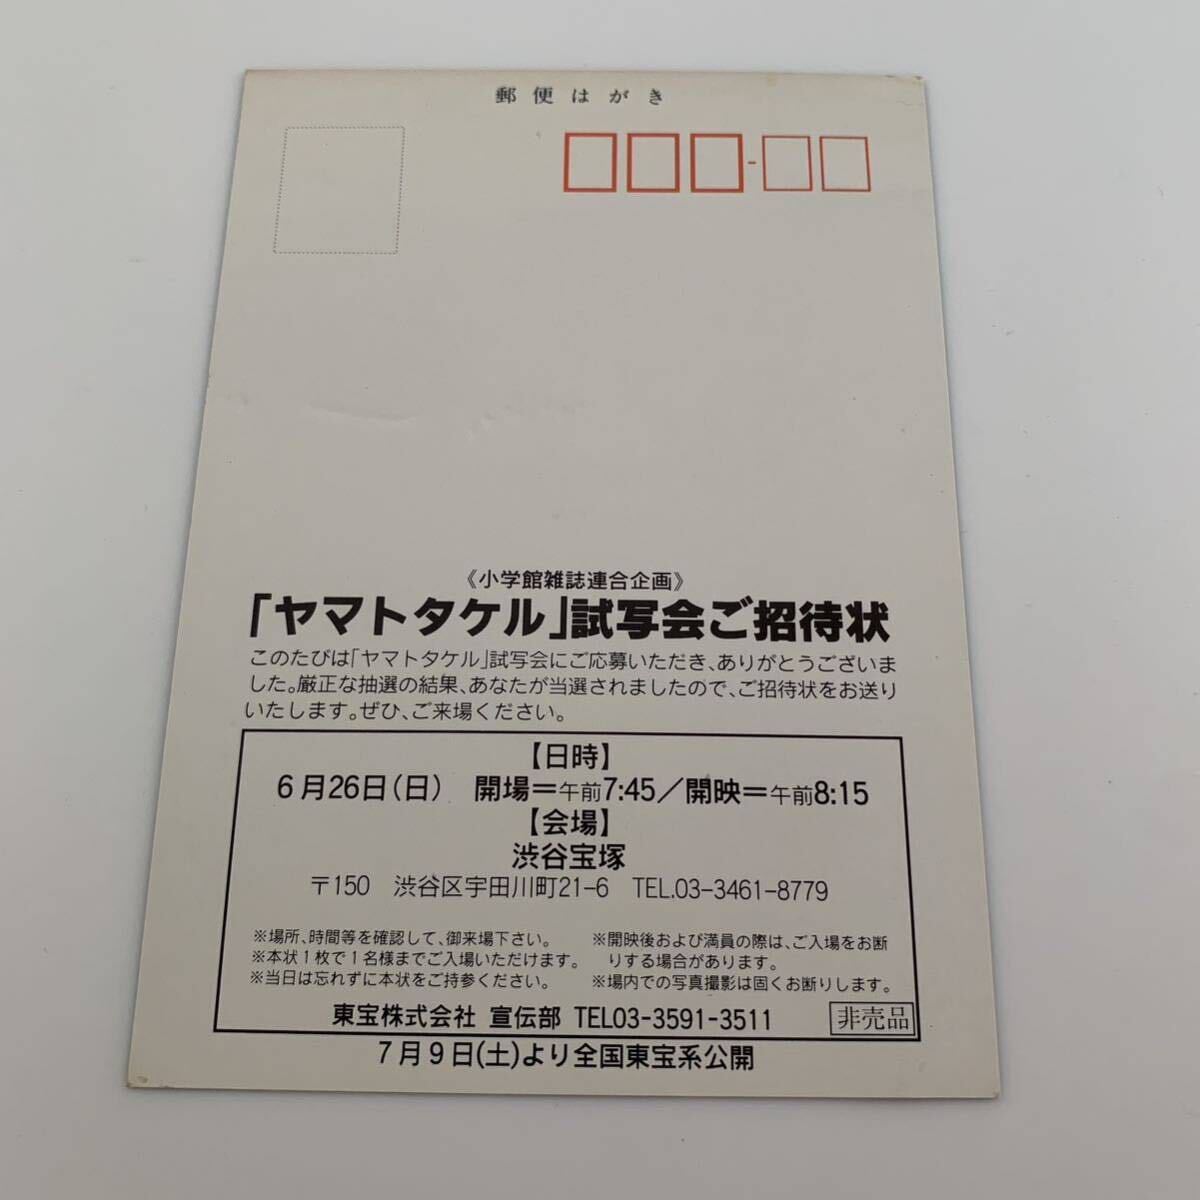 郵便はがき
《小学館雑誌連合企画》
「ヤマトタケル」試写会ご招待状
このたびは「ヤマトタケル」試写会にご応募いただき、ありがとうございま
した。厳正な抽選の結果、あなたが当選されましたので、ご招待状をお送り
いたします。ぜひ、ご来場ください。
【日時】
6月26日(日) 開場＝午前7:45／開映＝午前8:15
【会場】
渋谷宝塚
〒150 渋谷区宇田川町21-6 TEL.03-3461-8779
※場所、時間等を確認して、御来場下さい。
※本状1枚で1名様までご入場いただけます。
※当日は忘れずに本状をご持参ください。
※開映後および満員の際は、ご入場をお断
りする場合があります。
※場内での写真撮影は固くお断りします。
東宝株式会社 宣伝部 TEL03-3591-3511
非売品
7月9日(土)より全国東宝系公開